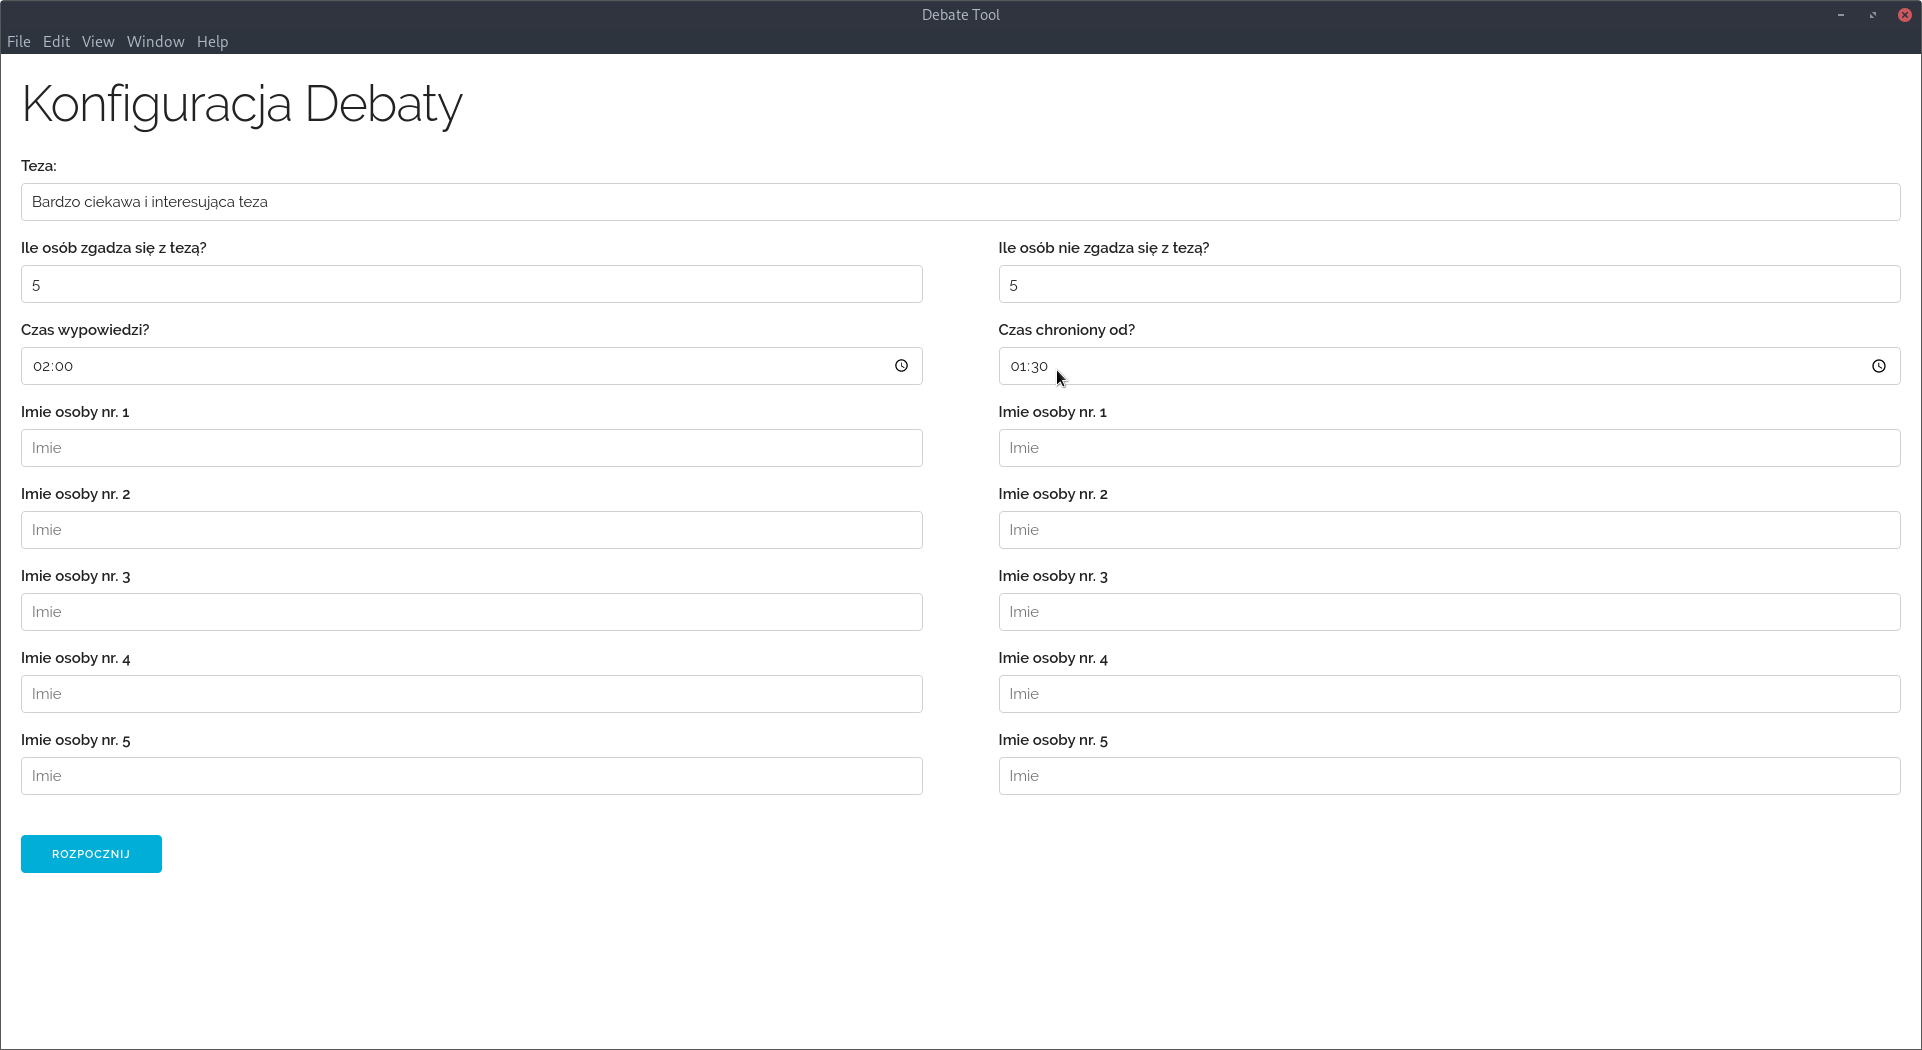 Debate Tool
File Edit View Window Help
Konfiguracja Debaty
Teza:
Bardzo ciekawa i interesująca teza
Ile osób zgadza się z tezą? Ile osób nie zgadza się z tezą?
5 5
Czas wypowiedzi? Czas chroniony od?
02:00 01:30
Imie osoby nr. 1 Imie osoby nr. 1
Imie Imie
Imie osoby nr. 2 Imie osoby nr. 2
Imie Imie
Imie osoby nr. 3 Imie osoby nr. 3
Imie Imie
Imie osoby nr. 4 Imie osoby nr. 4
Imie Imie
Imie osoby nr. 5 Imie osoby nr. 5
Imie Imie
ROZPOCZNIJ